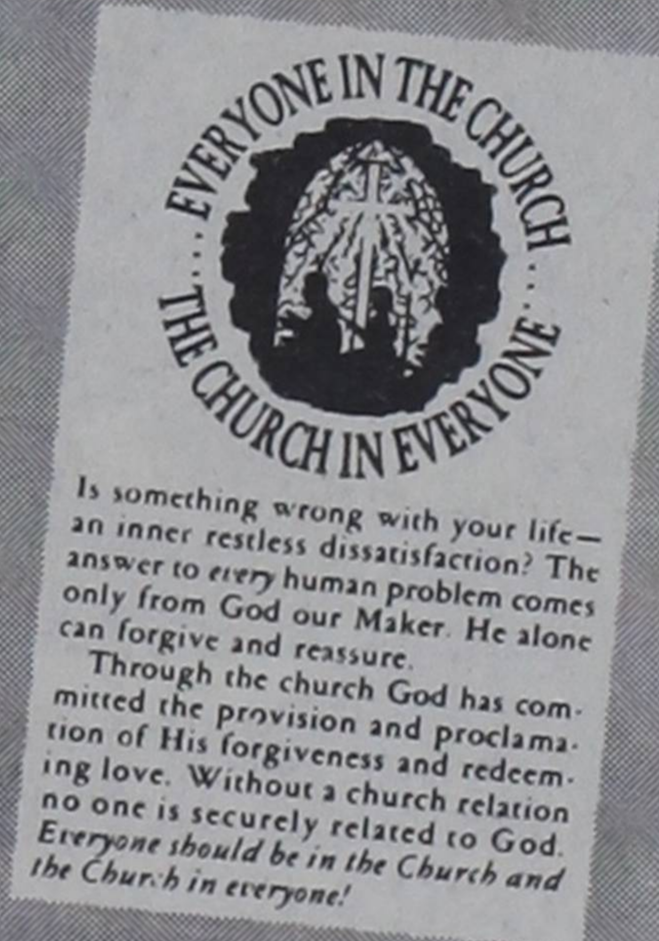 ...EVERYONE IN THE CHURCH...
THE CHURCH IN EVERYONE
Is something wrong with your life—
an inner restless dissatisfaction? The
answer to every human problem comes
only from God our Maker. He alone
can forgive and reassure.
Through the church God has com-
mitted the provision and proclama-
tion of His forgiveness and redeem-
ing love. Without a church relation
no one is securely related to God.
Everyone should be in the Church and
the Church in everyone!